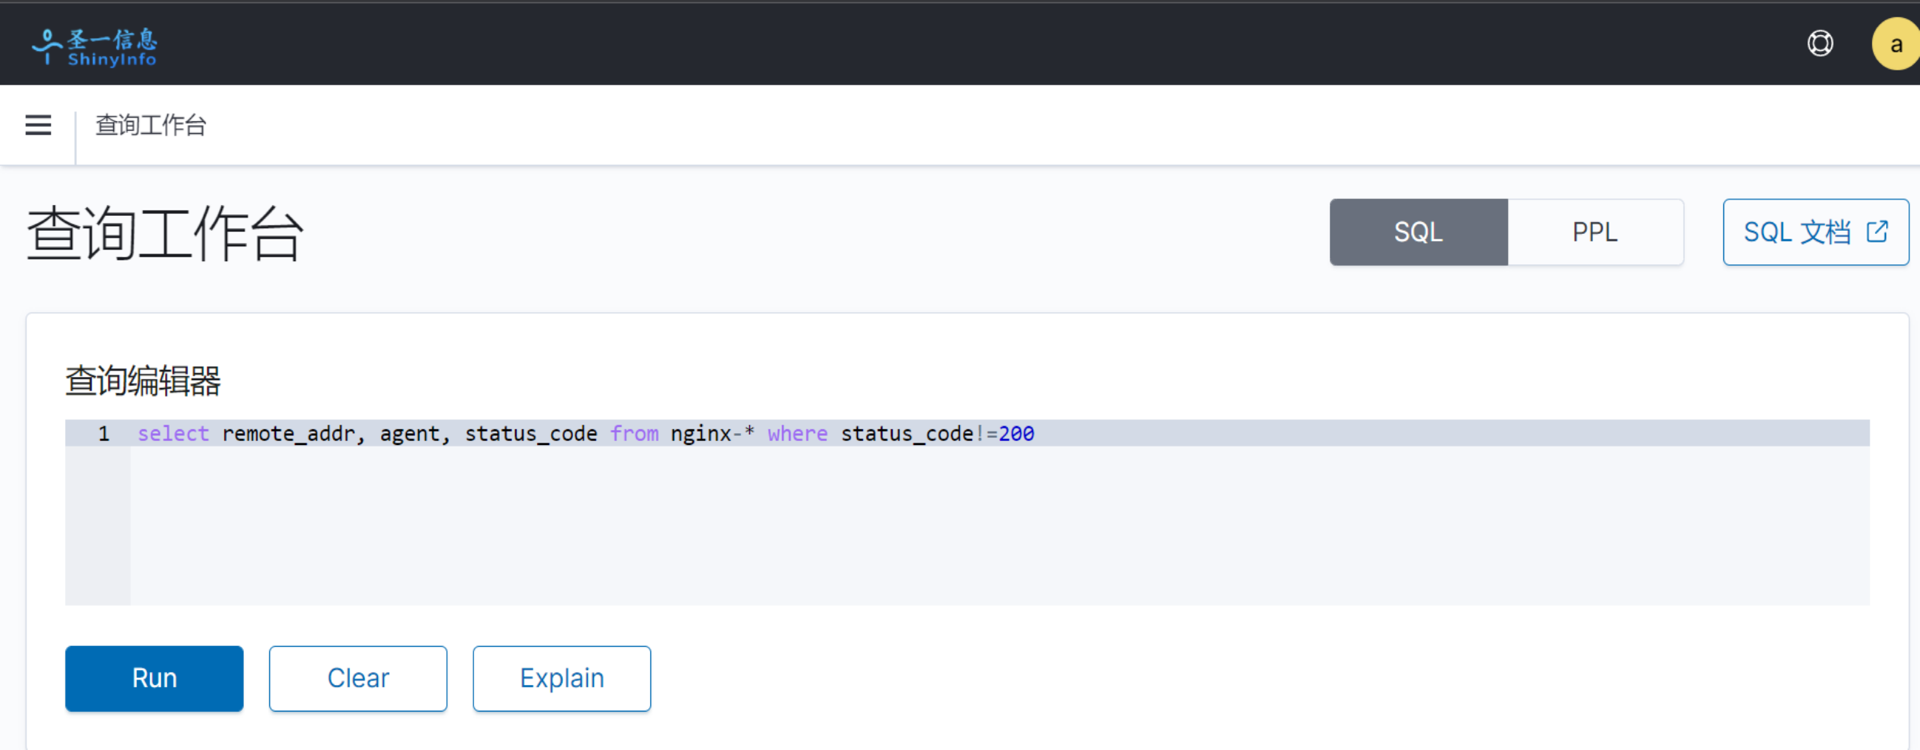 圣一信息
ShinyInfo
a
查询工作台
查询工作台
SQL
PPL
SQL 文档
查询编辑器
1 select remote_addr, agent, status_code from nginx-* where status_code!=200
Run
Clear
Explain